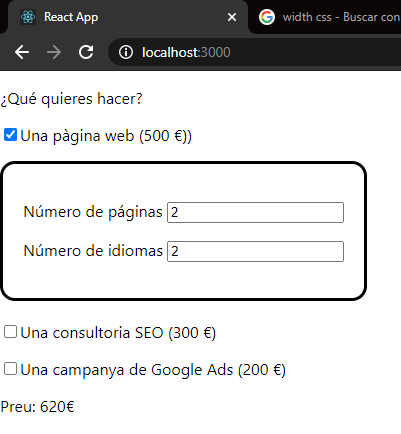 React App
width css - Buscar con
localhost:3000
¿Qué quieres hacer?
Una pàgina web (500 €))
Número de páginas 2
Número de idiomas 2
Una consultoria SEO (300 €)
Una campanya de Google Ads (200 €)
Preu: 620€